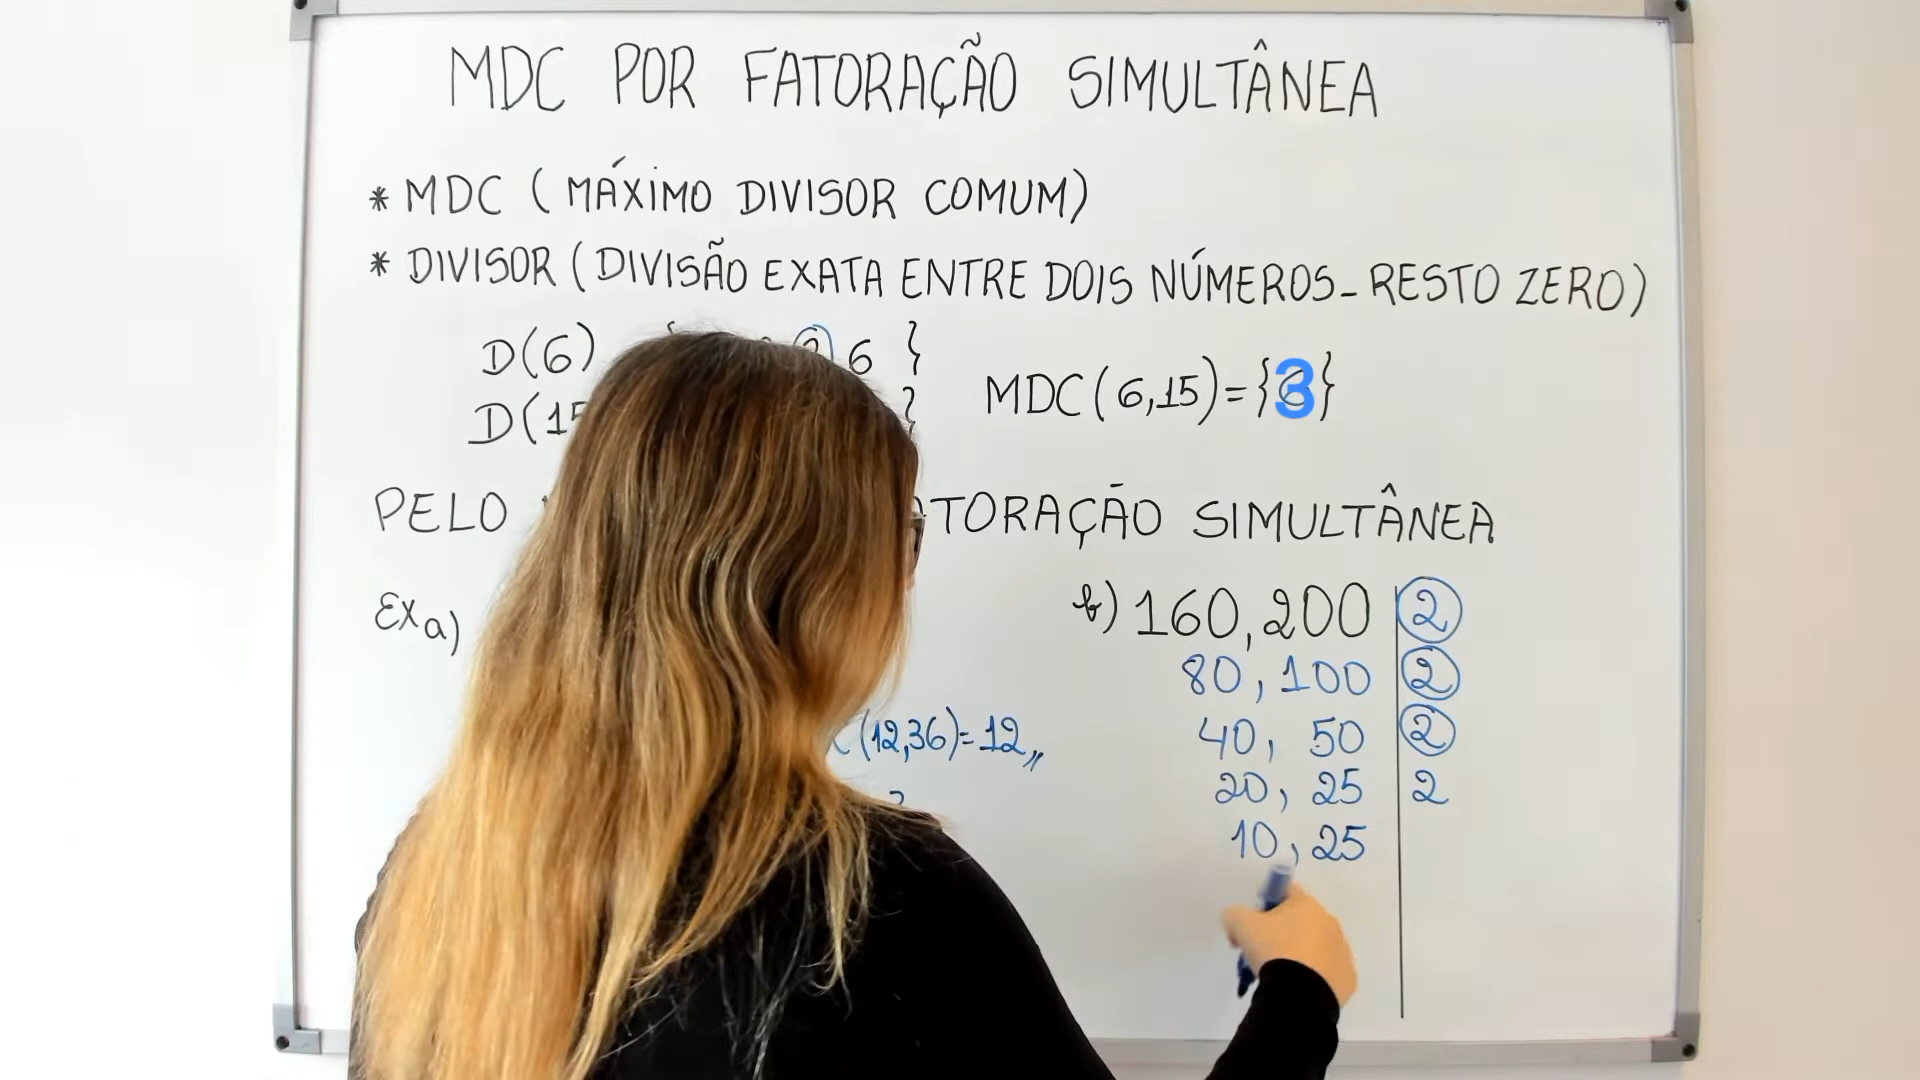 MDC POR FATORAÇÃO SIMULTÂNEA
* MDC (MÁXIMO DIVISOR COMUM)
* DIVISOR (DIVISÃO EXATA ENTRE DOIS NÚMEROS - RESTO ZERO)
D(6) 6 }
D(15 }
MDC(6,15)={3}
PELO TORAÇÃO SIMULTÂNEA
Ex a)
(12,36)=12,,
b) 160, 200 | 2
80, 100 | 2
40, 50 | 2
20, 25 | 2
10, 25